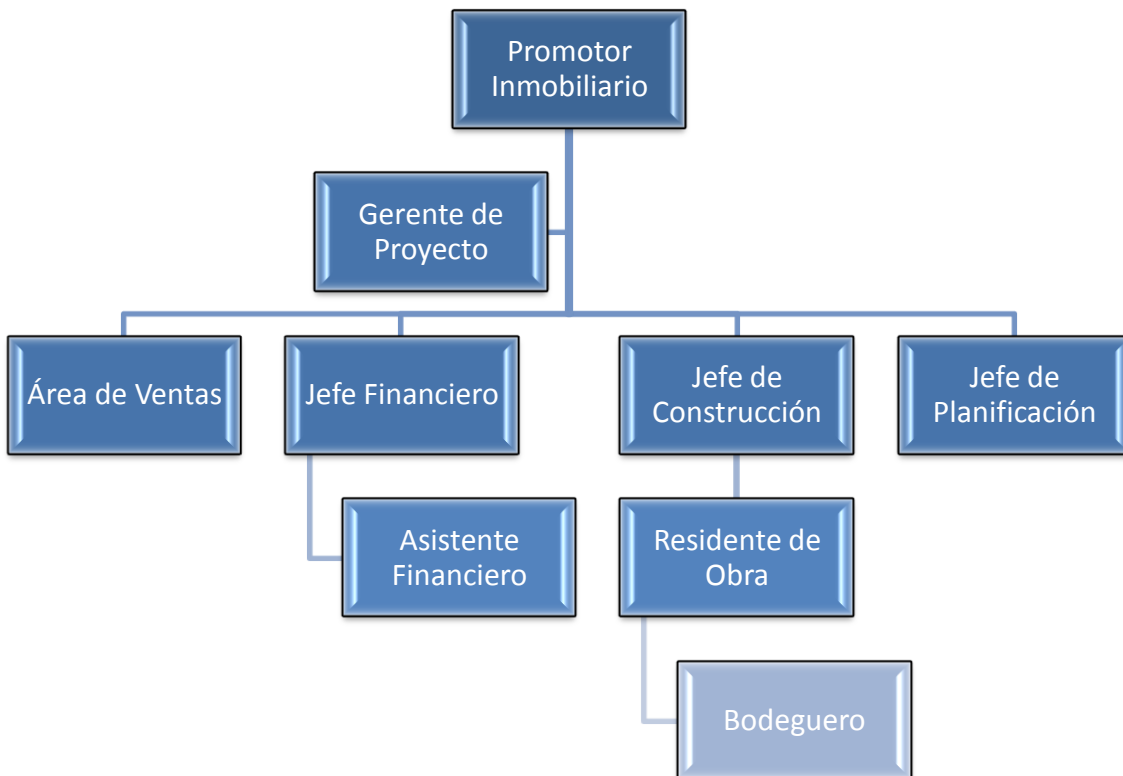 Promotor
Inmobiliario
Gerente de
Proyecto
Área de Ventas
Jefe Financiero
Jefe de
Construcción
Jefe de
Planificación
Asistente
Financiero
Residente de
Obra
Bodeguero